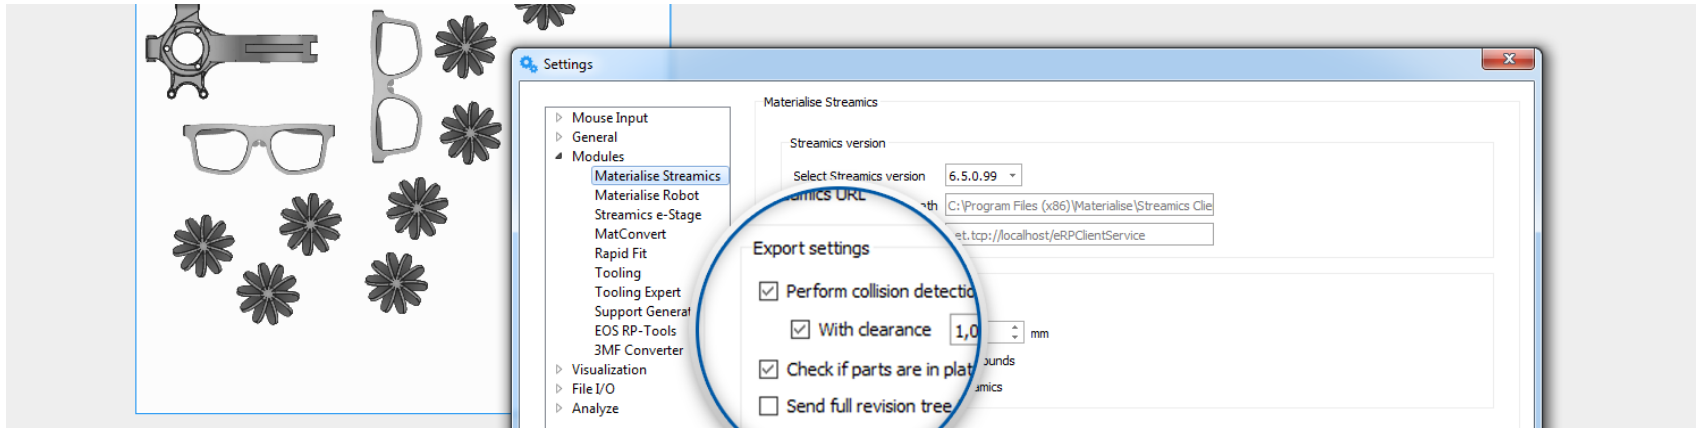 Settings
x
Mouse Input
General
Modules
Materialise Streamics
Materialise Robot
Streamics e-Stage
MatConvert
Rapid Fit
Tooling
Tooling Expert
Support Generat
EOS RP-Tools
3MF Converter
Visualization
File I/O
Analyze
Materialise Streamics
Streamics version
Select Streamics version 6.5.0.99
amics URL ath C:\Program Files (x86)\Materialise\Streamics Clie
et.tcp://localhost/eRPClientService
Export settings
Perform collision detectio
With clearance 1,0 mm
Check if parts are in plat ounds
Send full revision tree amics